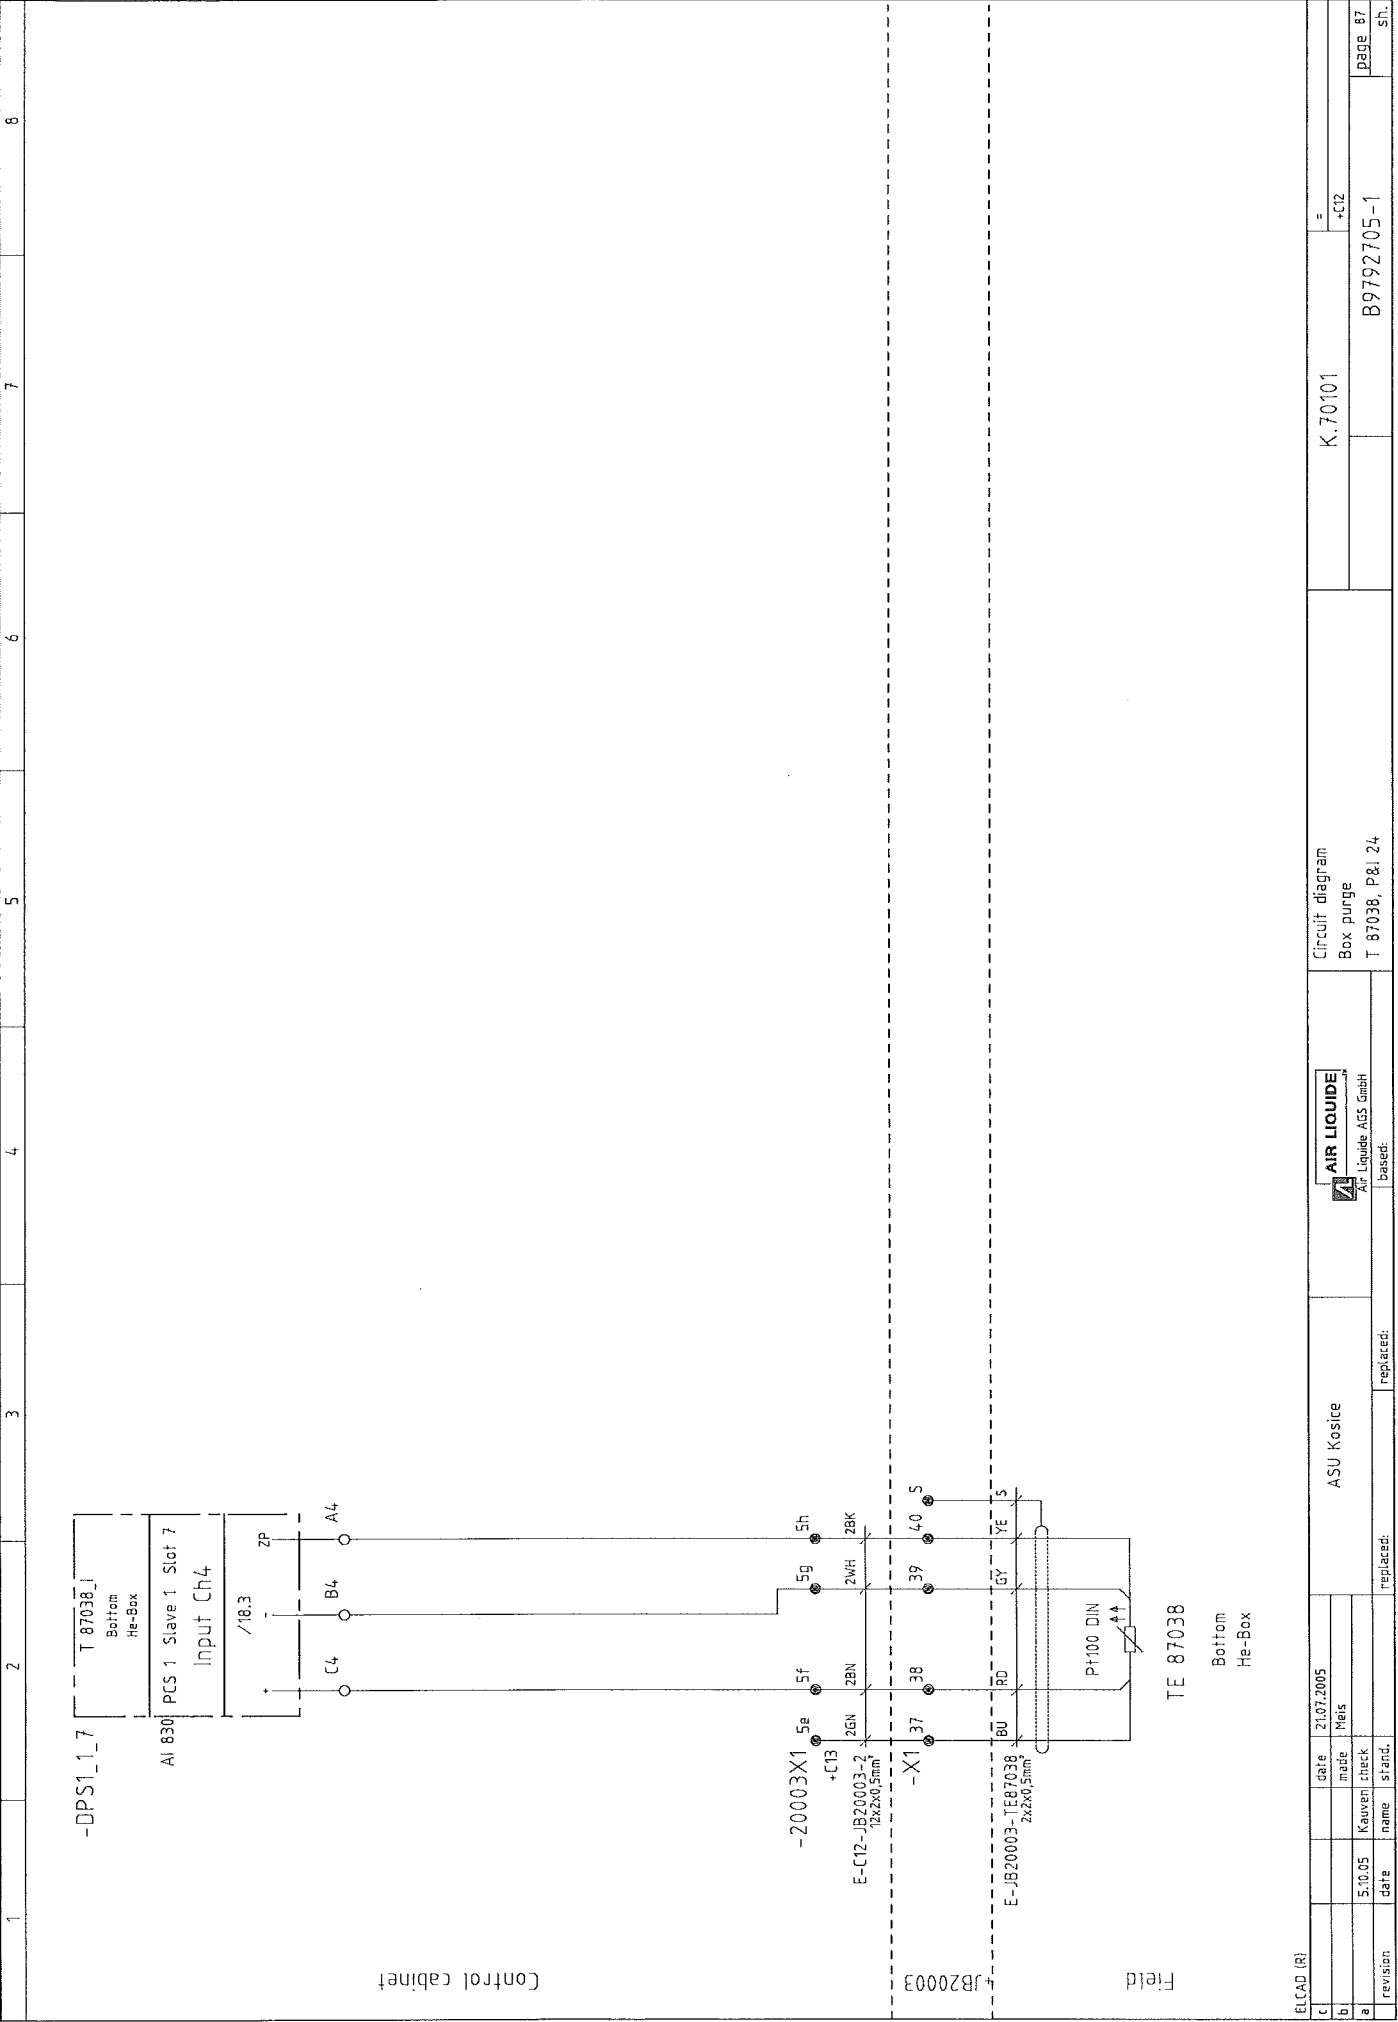 1
2
3
4
5
6
7
8
-DPS1_1_7
T 87038_I
Bottom
He-Box
AI 830
PCS 1 Slave 1 Slot 7
Input Ch4
/18.3
+
-
ZP
C4
B4
A4
Control cabinet
-20003X1
5e
5f
5g
5h
+C13
2GN
2BN
2WH
2BK
E-C12-JB20003-2
12x2x0,5mm²
+JB20003
-X1
37
38
39
40
S
BU
RD
GY
YE
S
E-JB20003-TE87038
2x2x0,5mm²
Field
Pt100 DIN
TE 87038
Bottom
He-Box
ELCAD (R)
c
b
a
5.10.05
Kauven
revision
date
name
date
21.07.2005
made
Meis
check
stand.
ASU Kosice
replaced:
replaced:
AIR LIQUIDE
Air Liquide AGS GmbH
based:
Circuit diagram
Box purge
T 87038, P&I 24
K.70101
=
+C12
B9792705-1
page 87
sh.